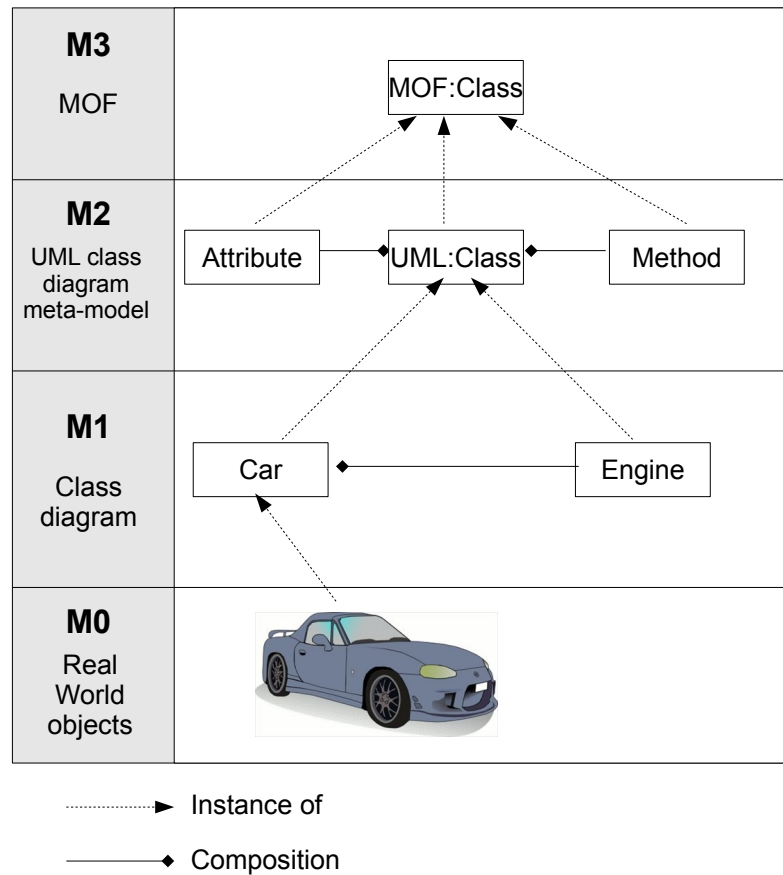 M3
MOF
MOF:Class
M2
UML class
diagram
meta-model
Attribute
UML:Class
Method
M1
Class
diagram
Car
Engine
M0
Real
World
objects
Instance of
Composition